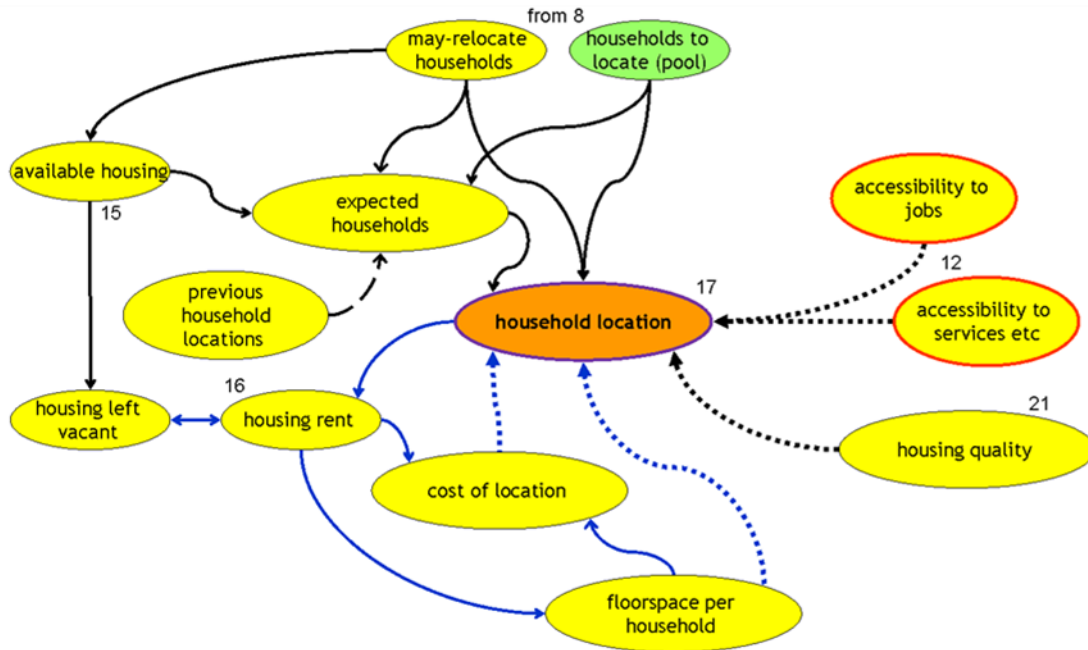 from 8
may-relocate
households
households to
locate (pool)
available housing
15
expected
households
accessibility to
jobs
12
accessibility to
services etc
previous
household
locations
17
household location
16
housing left
vacant
housing rent
21
housing quality
cost of location
floorspace per
household